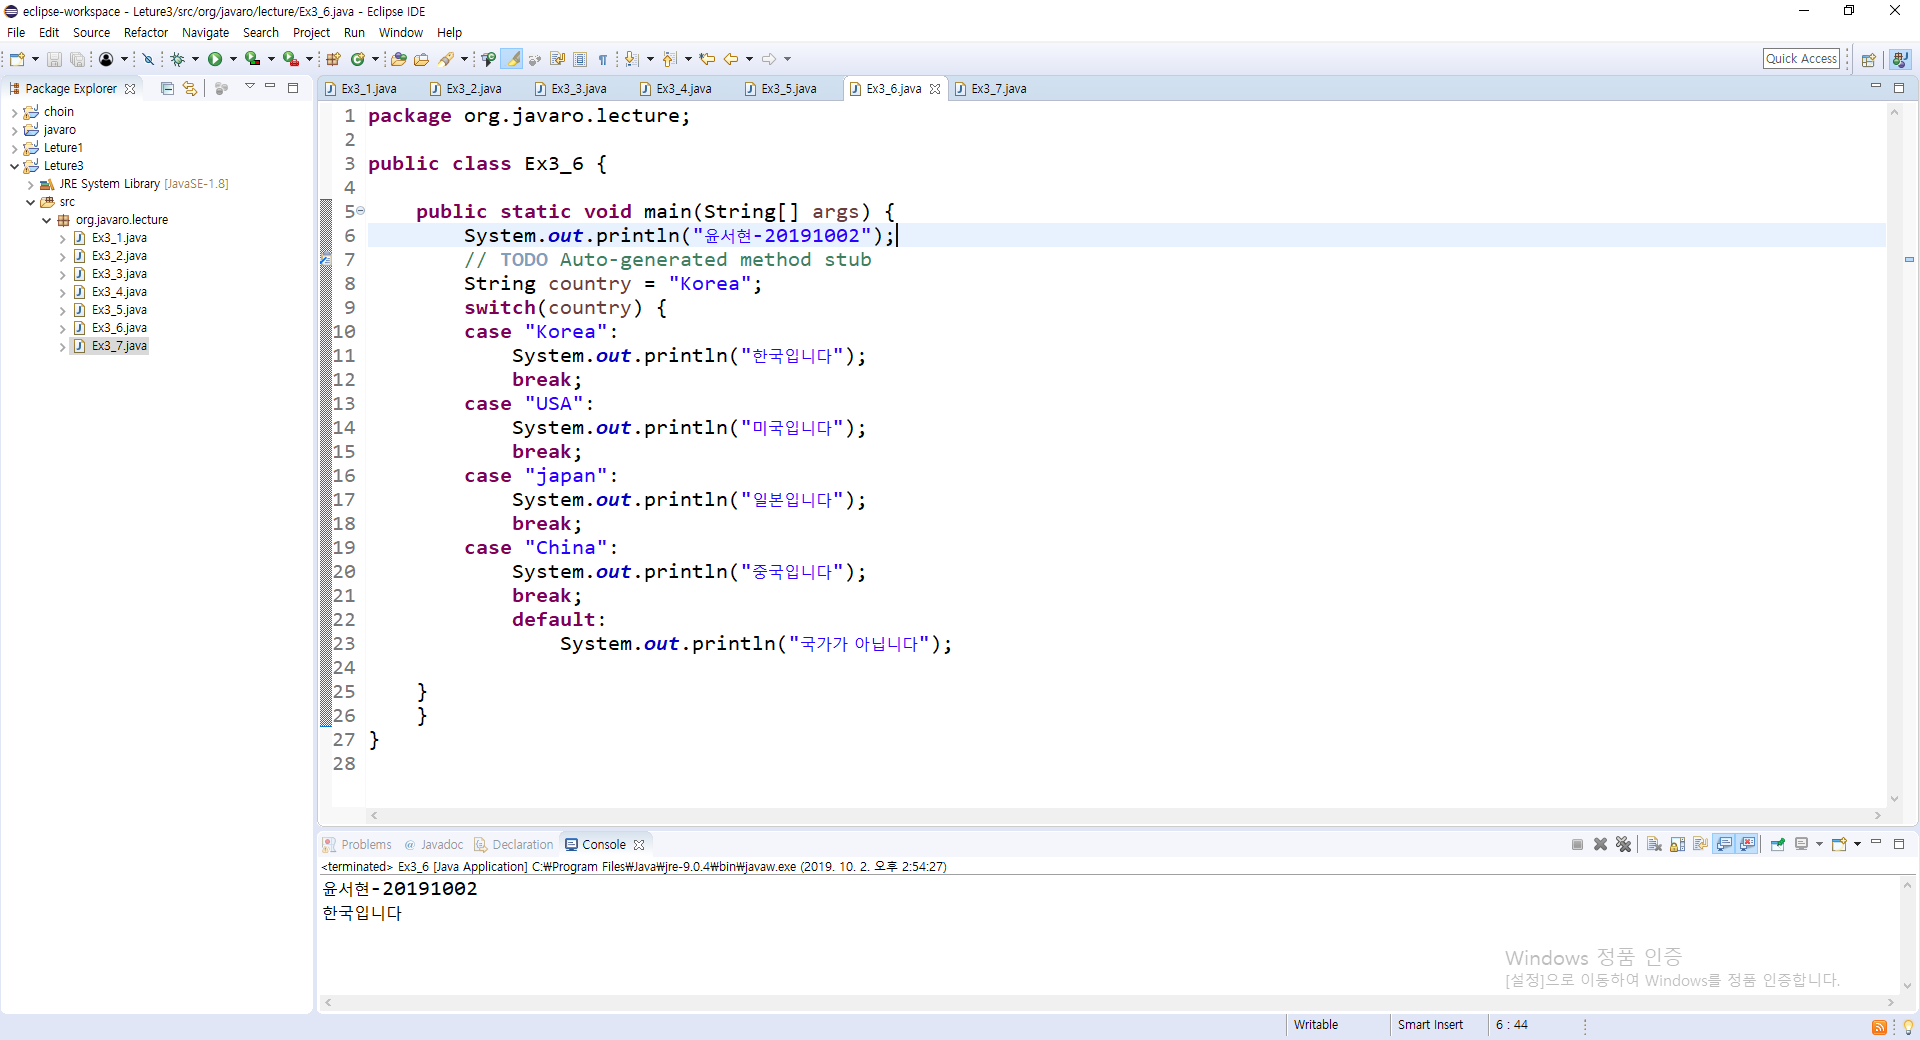 eclipse-workspace - Leture3/src/org/javaro/lecture/Ex3_6.java - Eclipse IDE
File Edit Source Refactor Navigate Search Project Run Window Help
Quick Access
Package Explorer
choin
javaro
Leture1
Leture3
JRE System Library [JavaSE-1.8]
src
org.javaro.lecture
Ex3_1.java
Ex3_2.java
Ex3_3.java
Ex3_4.java
Ex3_5.java
Ex3_6.java
Ex3_7.java
Ex3_1.java Ex3_2.java Ex3_3.java Ex3_4.java Ex3_5.java Ex3_6.java Ex3_7.java
1 package org.javaro.lecture;
2
3 public class Ex3_6 {
4
5 public static void main(String[] args) {
6 System.out.println("윤서현-20191002");
7 // TODO Auto-generated method stub
8 String country = "Korea";
9 switch(country) {
10 case "Korea":
11 System.out.println("한국입니다");
12 break;
13 case "USA":
14 System.out.println("미국입니다");
15 break;
16 case "japan":
17 System.out.println("일본입니다");
18 break;
19 case "China":
20 System.out.println("중국입니다");
21 break;
22 default:
23 System.out.println("국가가 아닙니다");
24
25 }
26 }
27 }
28
Problems @ Javadoc Declaration Console
<terminated> Ex3_6 [Java Application] C:₩Program Files₩Java₩jre-9.0.4₩bin₩javaw.exe (2019. 10. 2. 오후 2:54:27)
윤서현-20191002
한국입니다
Windows 정품 인증
[설정]으로 이동하여 Windows를 정품 인증합니다.
Writable Smart Insert 6 : 44